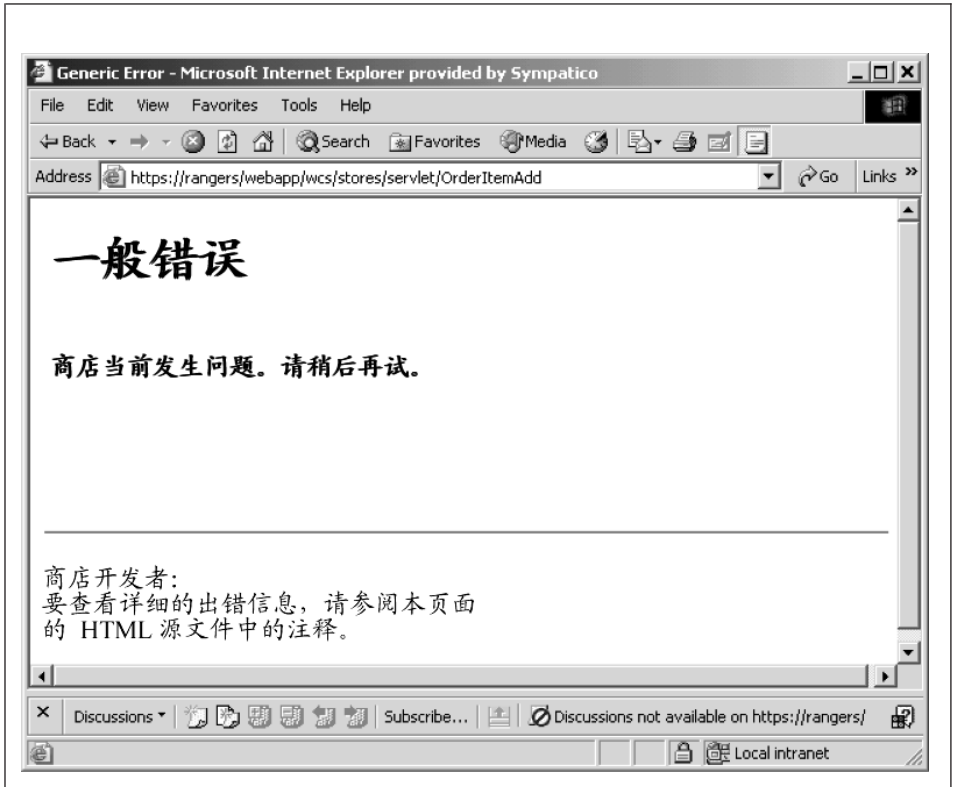 Generic Error - Microsoft Internet Explorer provided by Sympatico
File Edit View Favorites Tools Help
Back Search Favorites Media
Address https://rangers/webapp/wcs/stores/servlet/OrderItemAdd Go Links »
一般错误
商店当前发生问题。请稍后再试。
商店开发者:
要查看详细的出错信息，请参阅本页面
的 HTML 源文件中的注释。
Discussions Subscribe... Discussions not available on https://rangers/
Local intranet